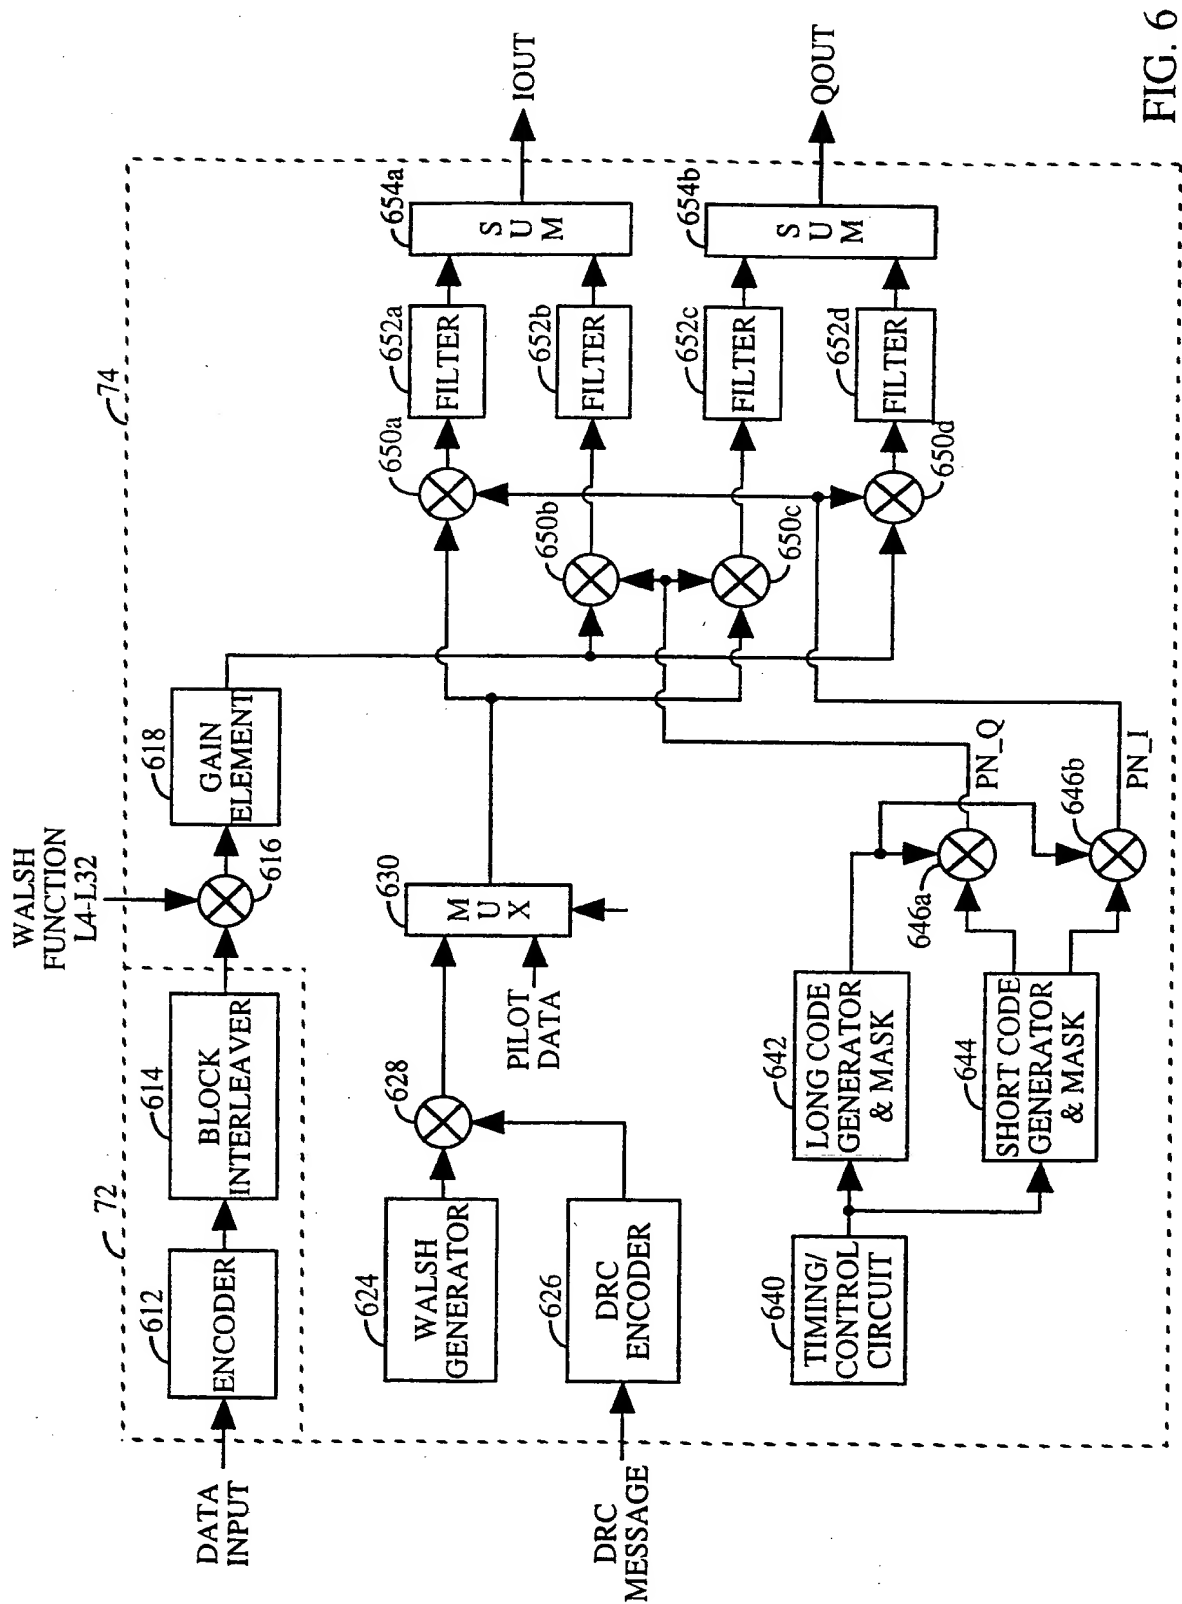 DATA
INPUT
72
612
ENCODER
614
BLOCK
INTERLEAVER
WALSH
FUNCTION
L4-L32
616
618
GAIN
ELEMENT
74
DRC
MESSAGE
624
WALSH
GENERATOR
626
DRC
ENCODER
628
PILOT
DATA
630
M
U
X
640
TIMING/
CONTROL
CIRCUIT
642
LONG CODE
GENERATOR
& MASK
644
SHORT CODE
GENERATOR
& MASK
646a
646b
PN_Q
PN_I
650a
650b
650c
650d
652a
FILTER
652b
FILTER
652c
FILTER
652d
FILTER
654a
S
U
M
654b
S
U
M
IOUT
QOUT
FIG. 6